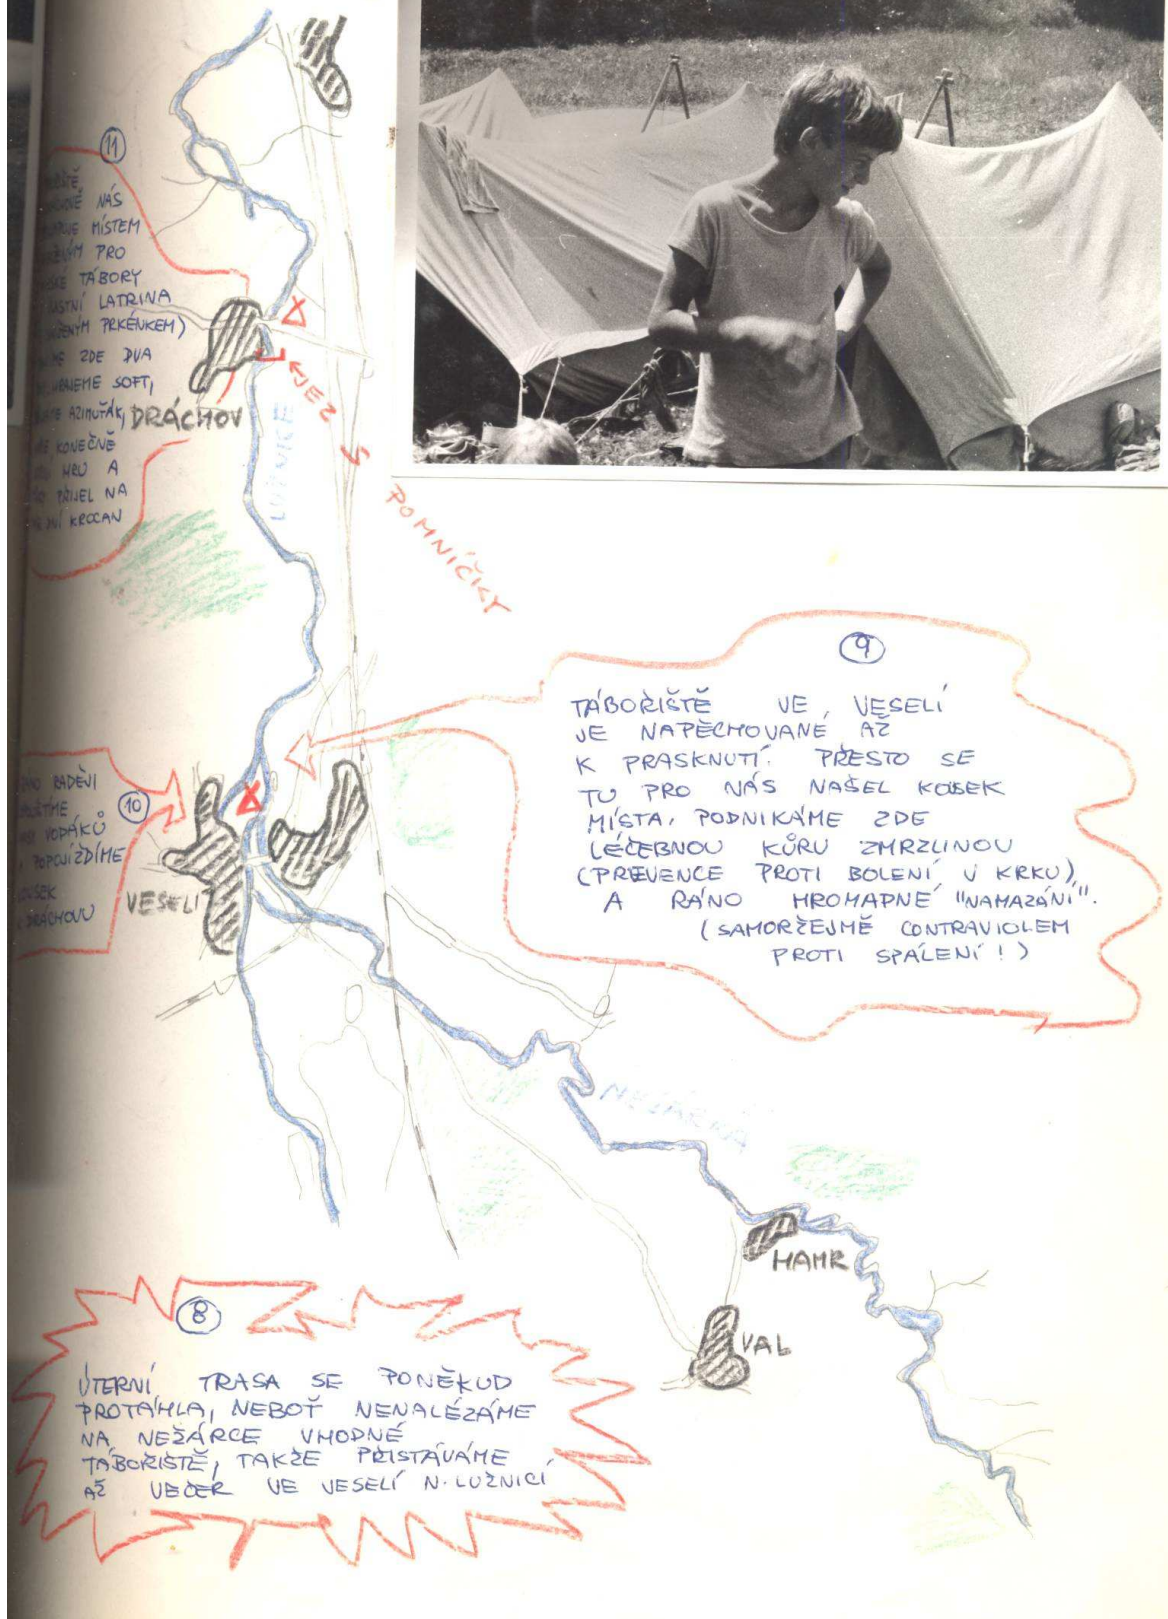 11
NÁS
MÍSTEM
PRO
TÁBORY
LATRINA
PRKÉNKEM)
ZDE DVA
SOFT,
AZIMUŤÁK,
KONEČNĚ
HRU A
PŘIJEL NA
KROCAN
DRÁCHOV
LUŽNICE
JEZ S
POMNÍČKY
9
TÁBOŘIŠTĚ VE VESELÍ
JE NAPĚCHOVANÉ AŽ
K PRASKNUTÍ. PŘESTO SE
TU PRO NÁS NAŠEL KOUSEK
MÍSTA. PODNIKÁME ZDE
LÉČEBNOU KŮRU ZMRZLINOU
(PREVENCE PROTI BOLENÍ V KRKU)
A RÁNO HROMADNÉ "NAMAZÁNÍ".
(SAMOŘEJMĚ CONTRAVIOLEM
PROTI SPÁLENÍ!)
10
RADĚJI
VODÁKŮ
POPOJÍŽDÍME
DRÁCHOVU
VESELÍ
NEŽÁRKA
HAMR
VAL
8
ÚTERNÍ TRASA SE PONĚKUD
PROTÁHLA, NEBOŤ NENALÉZÁME
NA NEŽÁRCE VHODNÉ
TÁBOŘIŠTĚ, TAKŽE PŘISTÁVÁME
AŽ VEČER VE VESELÍ N. LUŽNICÍ